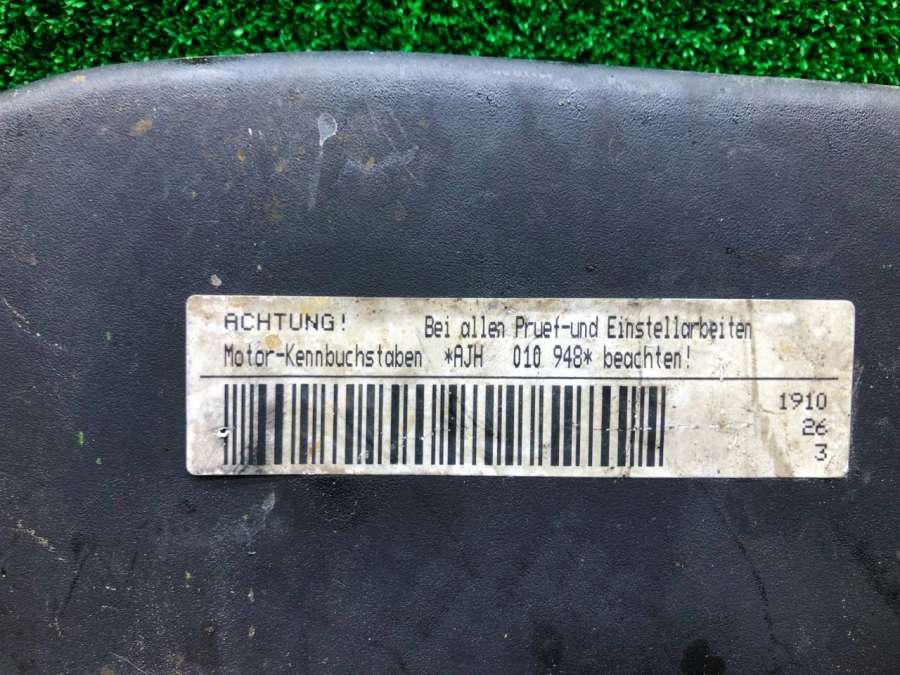 ACHTUNG! Bei allen Pruef-und Einstellarbeiten
Motor-Kennbuchstaben *AJH 010 948* beachten!
1910
26
3